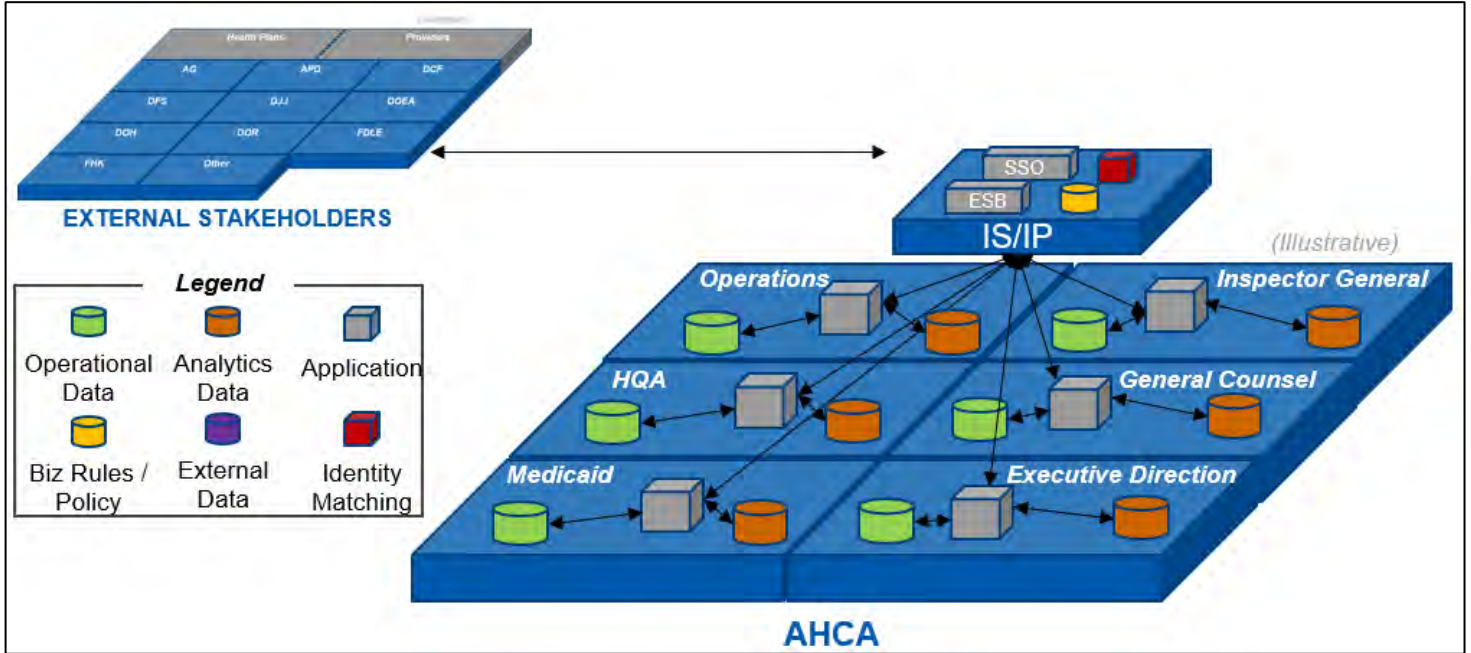 Health Plans
Providers
AG
APD
DCF
DFS
DJJ
DOEA
DOH
DOR
FDLE
FHK
Other
EXTERNAL STAKEHOLDERS
SSO
ESB
IS/IP
(Illustrative)
Legend
Operational
Data
Analytics
Data
Application
Biz Rules /
Policy
External
Data
Identity
Matching
Operations
Inspector General
HQA
General Counsel
Medicaid
Executive Direction
AHCA